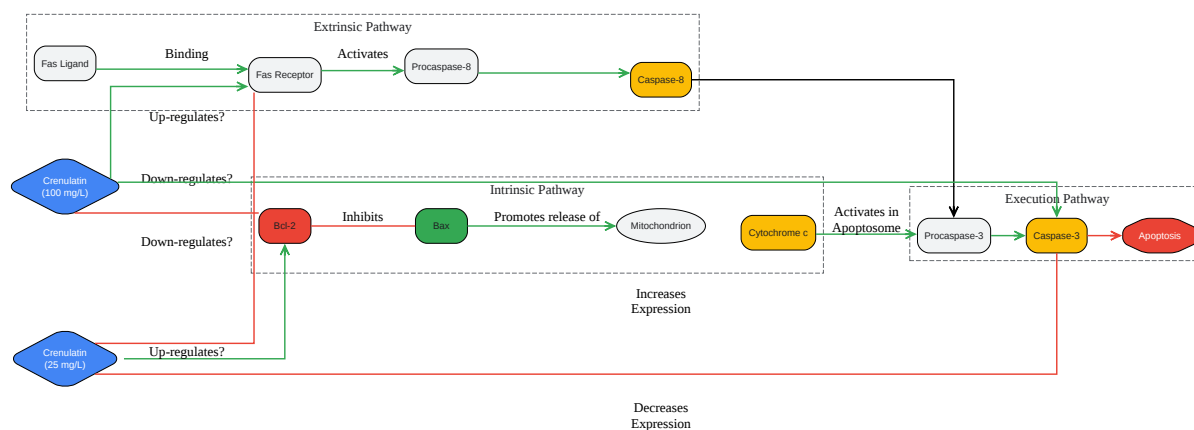 Extrinsic Pathway
Fas Ligand
Binding
Fas Receptor
Activates
Procaspase-8
Caspase-8
Up-regulates?
Crenulatin
(100 mg/L)
Down-regulates?
Intrinsic Pathway
Execution Pathway
Down-regulates?
Bcl-2
Inhibits
Bax
Promotes release of
Mitochondrion
Cytochrome c
Activates in
Apoptosome
Procaspase-3
Caspase-3
Apoptosis
Increases
Expression
Crenulatin
(25 mg/L)
Up-regulates?
Decreases
Expression